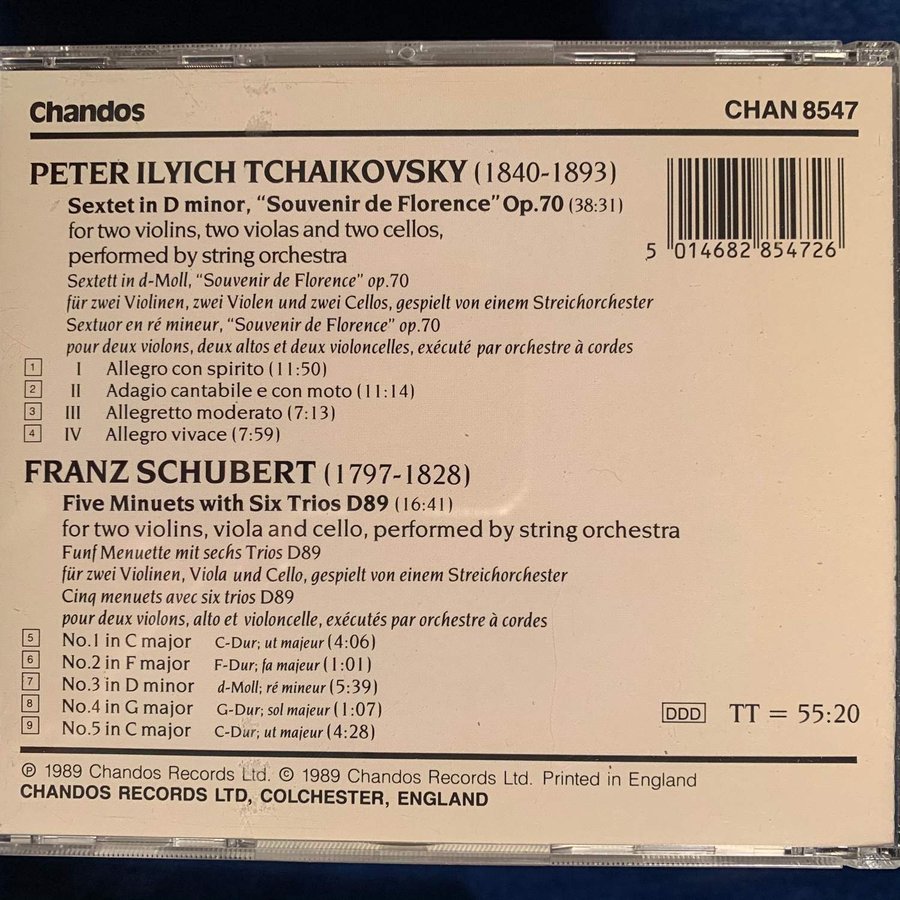 Chandos
CHAN 8547
PETER ILYICH TCHAIKOVSKY (1840-1893)
5 014682 854726
Sextet in D minor, “Souvenir de Florence” Op.70 (38:31)
for two violins, two violas and two cellos,
performed by string orchestra
Sextett in d-Moll, “Souvenir de Florence” op.70
für zwei Violinen, zwei Violen und zwei Cellos, gespielt von einem Streichorchester
Sextuor en ré mineur, “Souvenir de Florence” op.70
pour deux violons, deux altos et deux violoncelles, exécuté par orchestre à cordes
1 I Allegro con spirito (11:50)
2 II Adagio cantabile e con moto (11:14)
3 III Allegretto moderato (7:13)
4 IV Allegro vivace (7:59)
FRANZ SCHUBERT (1797-1828)
Five Minuets with Six Trios D89 (16:41)
for two violins, viola and cello, performed by string orchestra
Funf Menuette mit sechs Trios D89
für zwei Violinen, Viola und Cello, gespielt von einem Streichorchester
Cinq menuets avec six trios D89
pour deux violons, alto et violoncelle, exécutés par orchestre à cordes
5 No.1 in C major C-Dur; ut majeur (4:06)
6 No.2 in F major F-Dur; fa majeur (1:01)
7 No.3 in D minor d-Moll; ré mineur (5:39)
8 No.4 in G major G-Dur; sol majeur (1:07)
9 No.5 in C major C-Dur; ut majeur (4:28)
DDD TT = 55:20
℗ 1989 Chandos Records Ltd. © 1989 Chandos Records Ltd. Printed in England
CHANDOS RECORDS LTD, COLCHESTER, ENGLAND